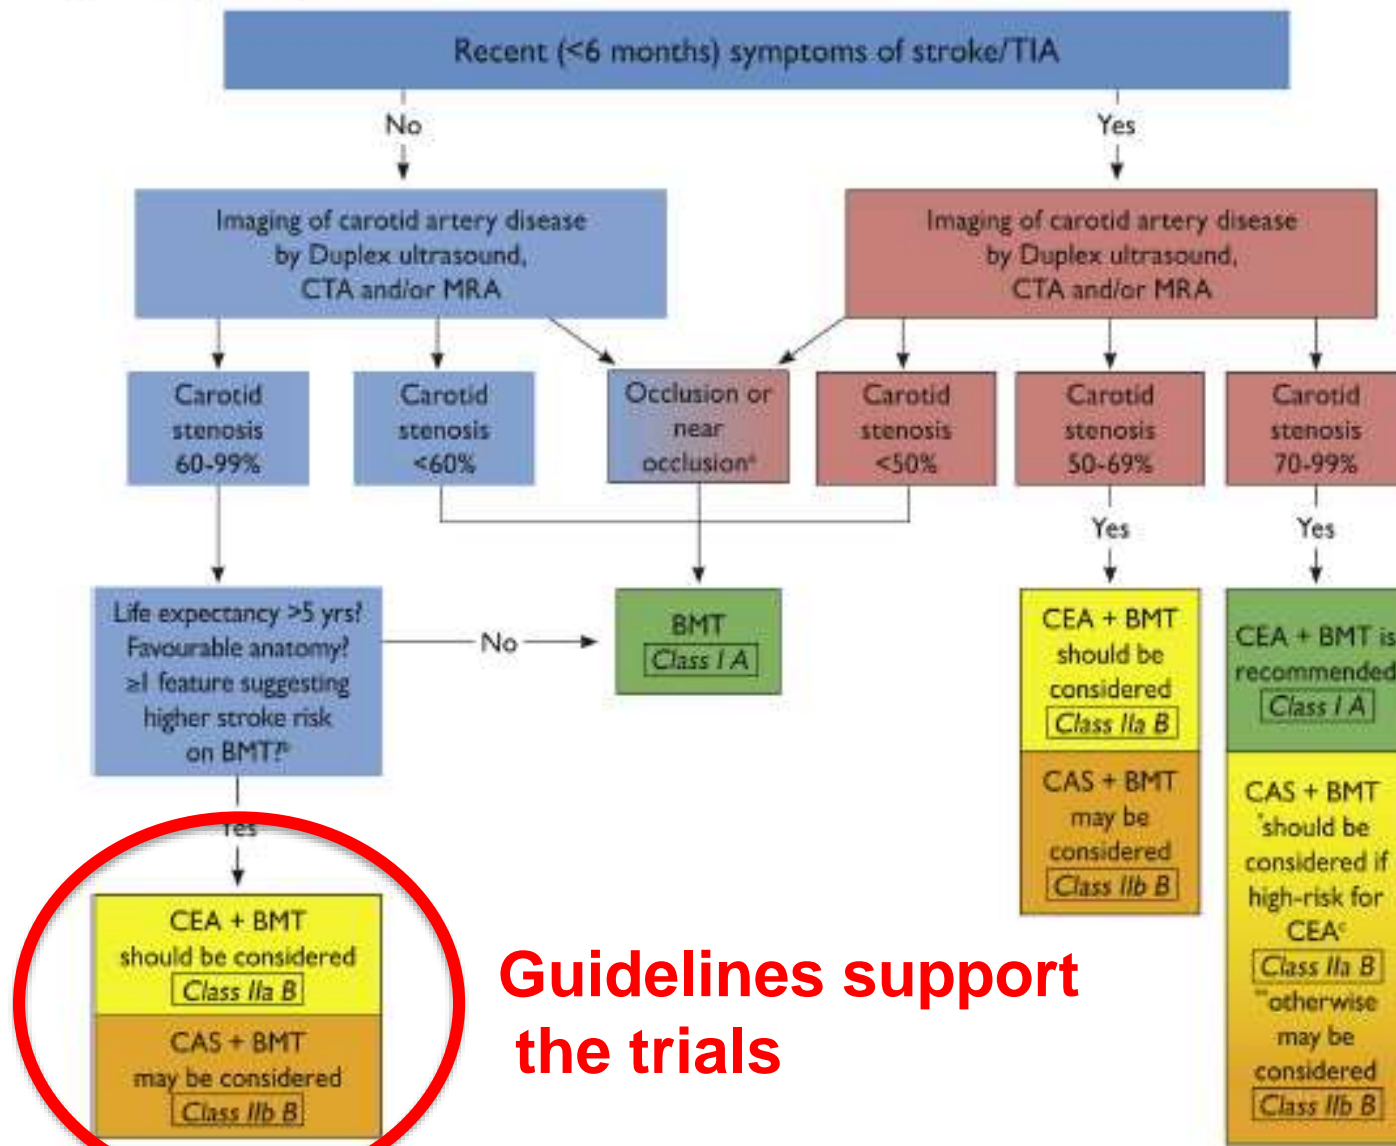 Recent (<6 months) symptoms of stroke/TIA
No
Yes
Imaging of carotid artery disease
by Duplex ultrasound,
CTA and/or MRA
Imaging of carotid artery disease
by Duplex ultrasound,
CTA and/or MRA
Carotid
stenosis
60-99%
Carotid
stenosis
<60%
Occlusion or
near
occlusionᵃ
Carotid
stenosis
<50%
Carotid
stenosis
50-69%
Carotid
stenosis
70-99%
Yes
Yes
Life expectancy >5 yrs?
Favourable anatomy?
≥1 feature suggesting
higher stroke risk
on BMT?ᵇ
No
BMT
Class I A
CEA + BMT
should be
considered
Class IIa B
CAS + BMT
may be
considered
Class IIb B
CEA + BMT is
recommended
Class I A
CAS + BMT
*should be
considered if
high-risk for
CEAᶜ
Class IIa B
**otherwise
may be
considered
Class IIb B
Yes
CEA + BMT
should be considered
Class IIa B
CAS + BMT
may be considered
Class IIb B
Guidelines support
the trials